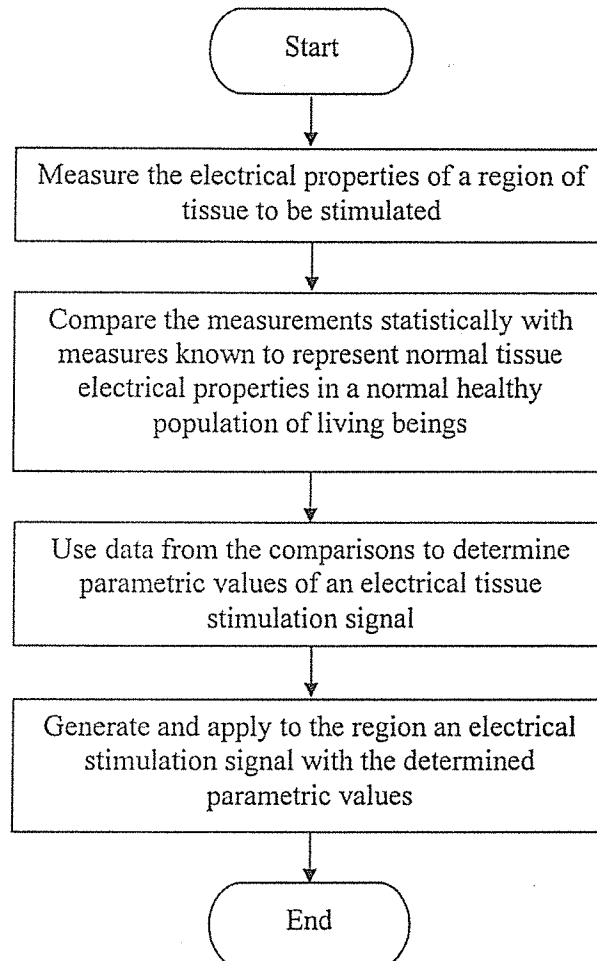 Start
Measure the electrical properties of a region of
tissue to be stimulated
Compare the measurements statistically with
measures known to represent normal tissue
electrical properties in a normal healthy
population of living beings
Use data from the comparisons to determine
parametric values of an electrical tissue
stimulation signal
Generate and apply to the region an electrical
stimulation signal with the determined
parametric values
End